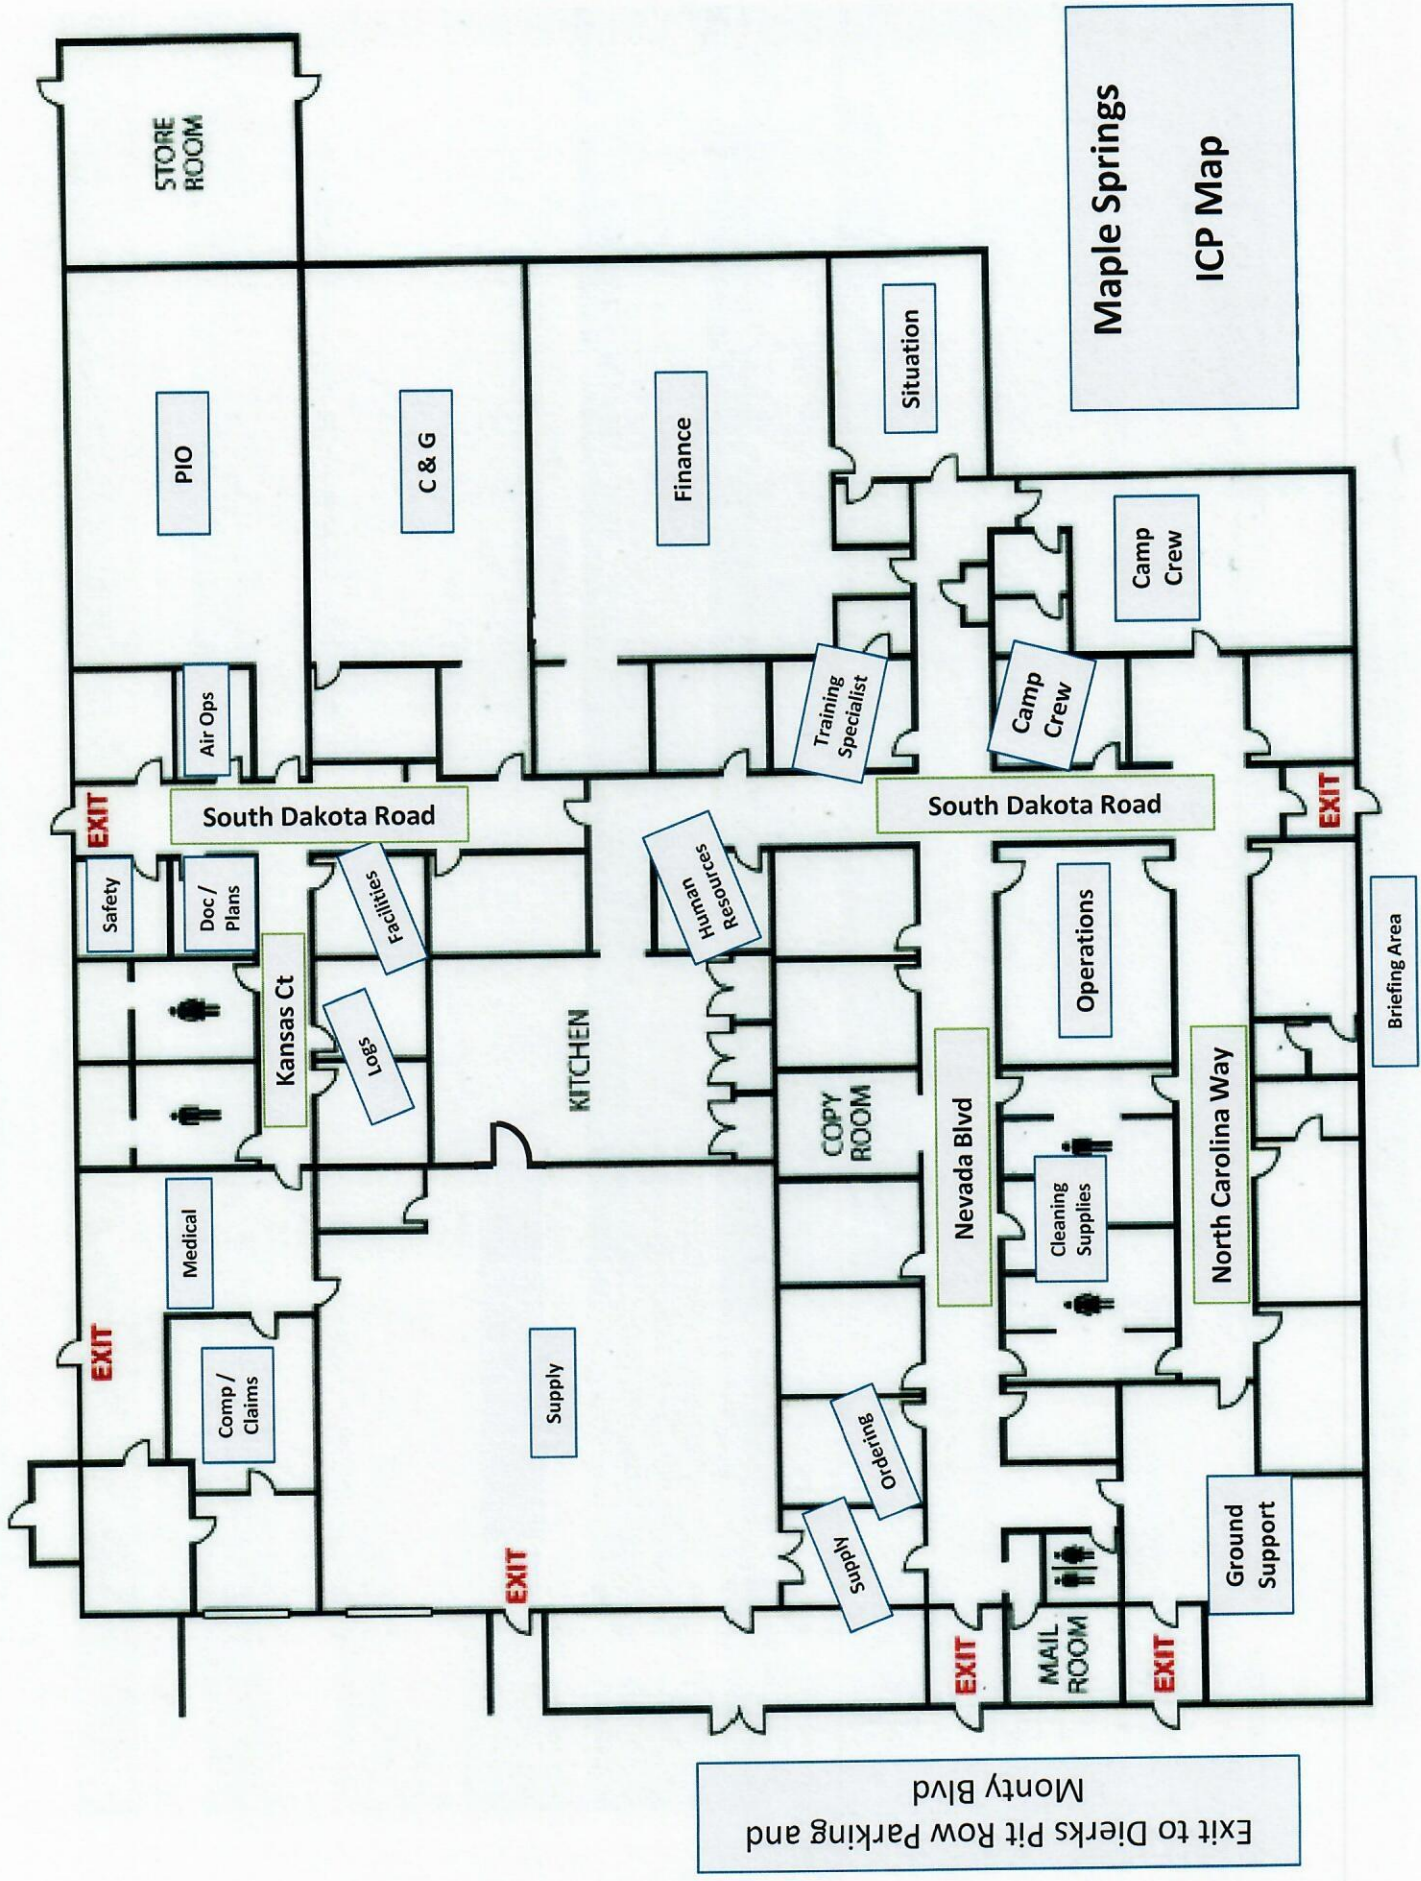 Maple Springs
ICP Map
STORE
ROOM
PIO
C & G
Finance
Situation
Camp
Crew
Air Ops
Training
Specialist
Camp
Crew
EXIT
South Dakota Road
South Dakota Road
EXIT
Safety
Doc /
Plans
Facilities
Human
Resources
Operations
Briefing Area
Kansas Ct
Logs
KITCHEN
COPY
ROOM
Nevada Blvd
North Carolina Way
Cleaning
Supplies
Medical
EXIT
Comp /
Claims
Supply
Ordering
Supply
Ground
Support
EXIT
EXIT
MAIL
ROOM
EXIT
Exit to Dierks Pit Row Parking and
Monty Blvd